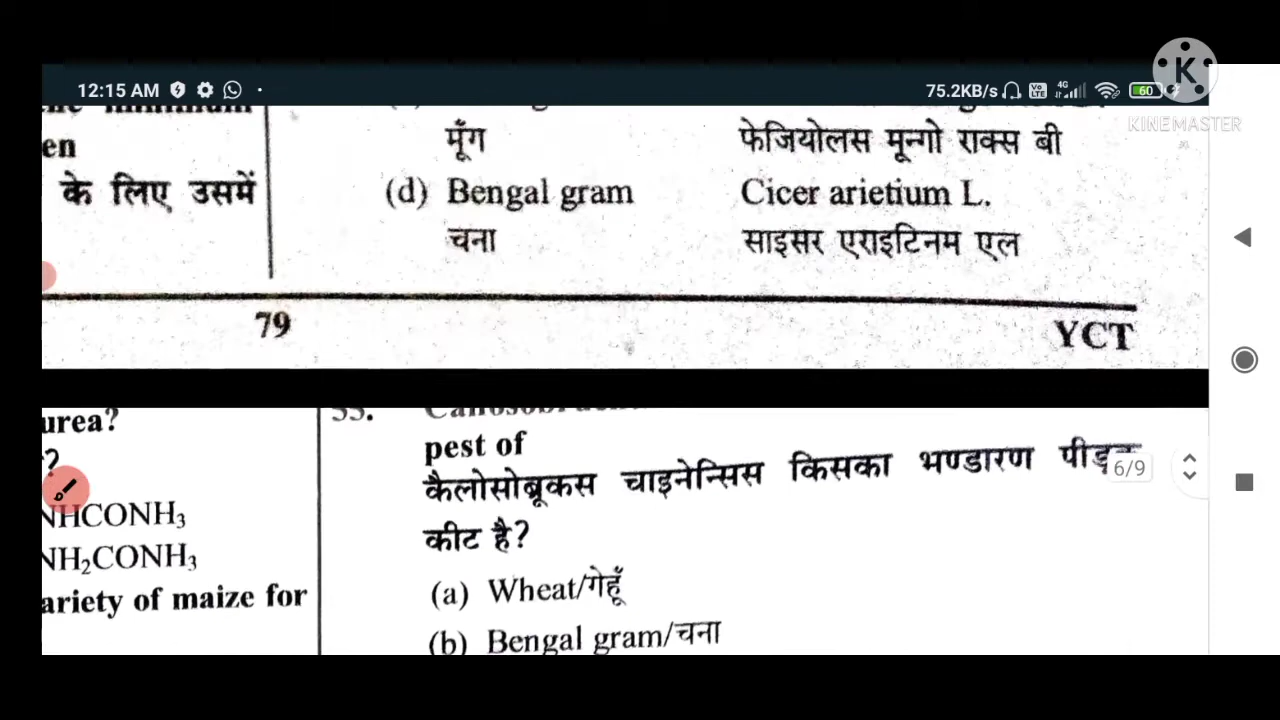 12:15 AM
75.2KB/s
4G
60
K
KINEMASTER
en
के लिए उसमें
मूँग
फेजियोलस मून्गो राक्स बी
(d) Bengal gram
Cicer arietium L.
चना
साइसर एराइटिनम एल
79
YCT
urea?
?
NHCONH₃
NH₂CONH₃
ariety of maize for
55.
pest of
कैलोसोब्रूकस चाइनेन्सिस किसका भण्डारण पीड़क
6/9
कीट है?
(a) Wheat/गेहूँ
(b) Bengal gram/चना